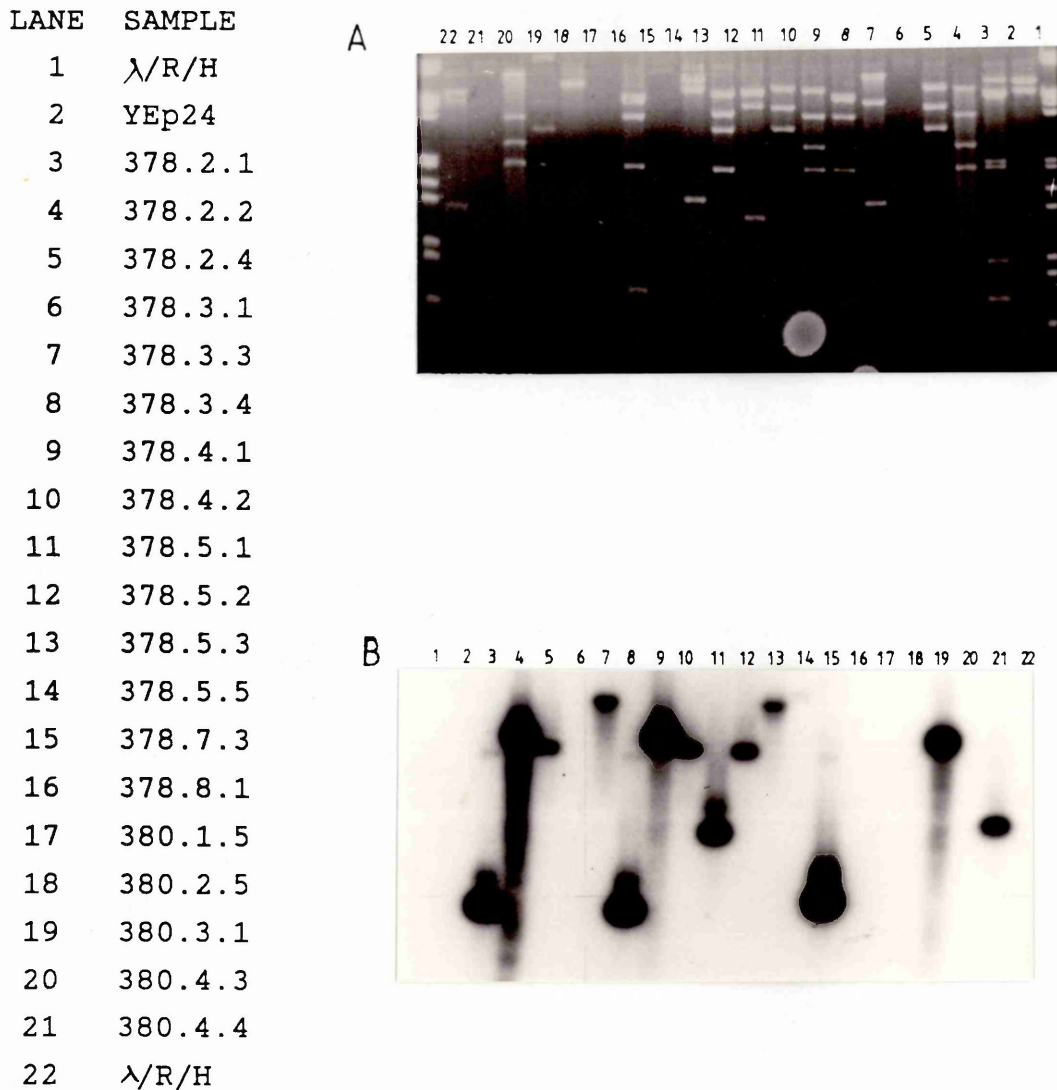 LANE SAMPLE
1 λ/R/H
2 YEp24
3 378.2.1
4 378.2.2
5 378.2.4
6 378.3.1
7 378.3.3
8 378.3.4
9 378.4.1
10 378.4.2
11 378.5.1
12 378.5.2
13 378.5.3
14 378.5.5
15 378.7.3
16 378.8.1
17 380.1.5
18 380.2.5
19 380.3.1
20 380.4.3
21 380.4.4
22 λ/R/H
A
22 21 20 19 18 17 16 15 14 13 12 11 10 9 8 7 6 5 4 3 2 1
B
1 2 3 4 5 6 7 8 9 10 11 12 13 14 15 16 17 18 19 20 21 22